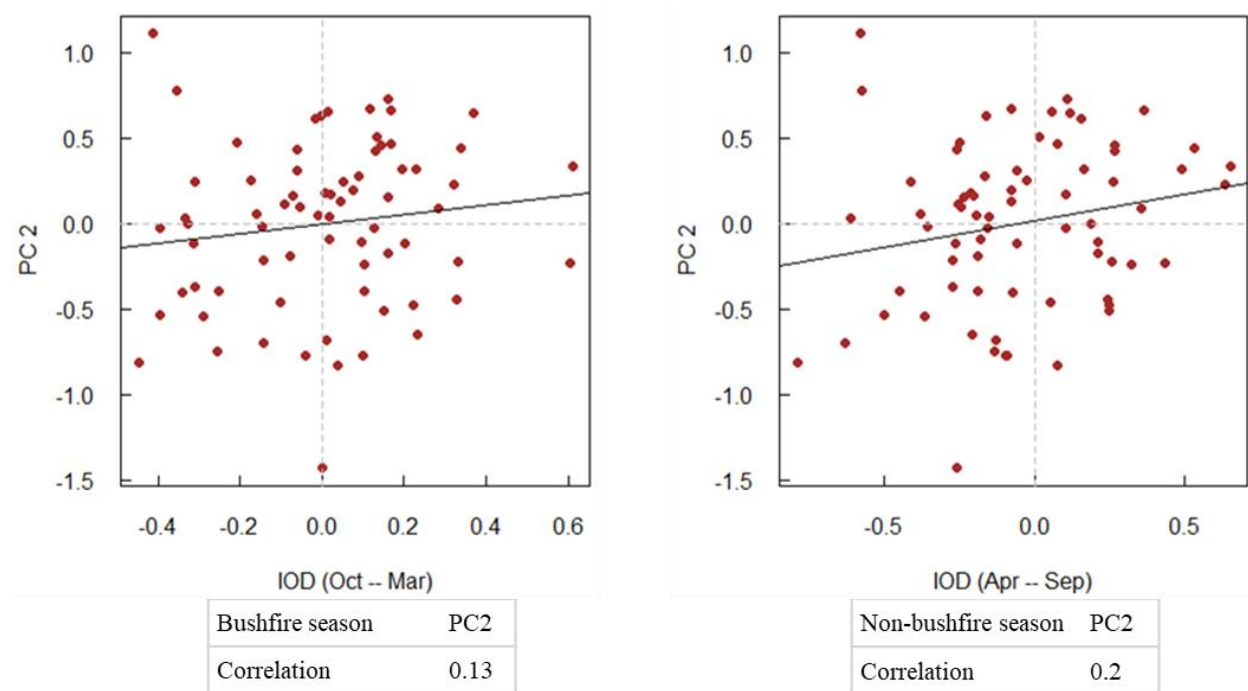 1.0
0.5
0.0
-0.5
-1.0
-1.5
PC 2
-0.4 -0.2 0.0 0.2 0.4 0.6
IOD (Oct -- Mar)
Bushfire season PC2
Correlation 0.13
1.0
0.5
0.0
-0.5
-1.0
-1.5
PC 2
-0.5 0.0 0.5
IOD (Apr -- Sep)
Non-bushfire season PC2
Correlation 0.2